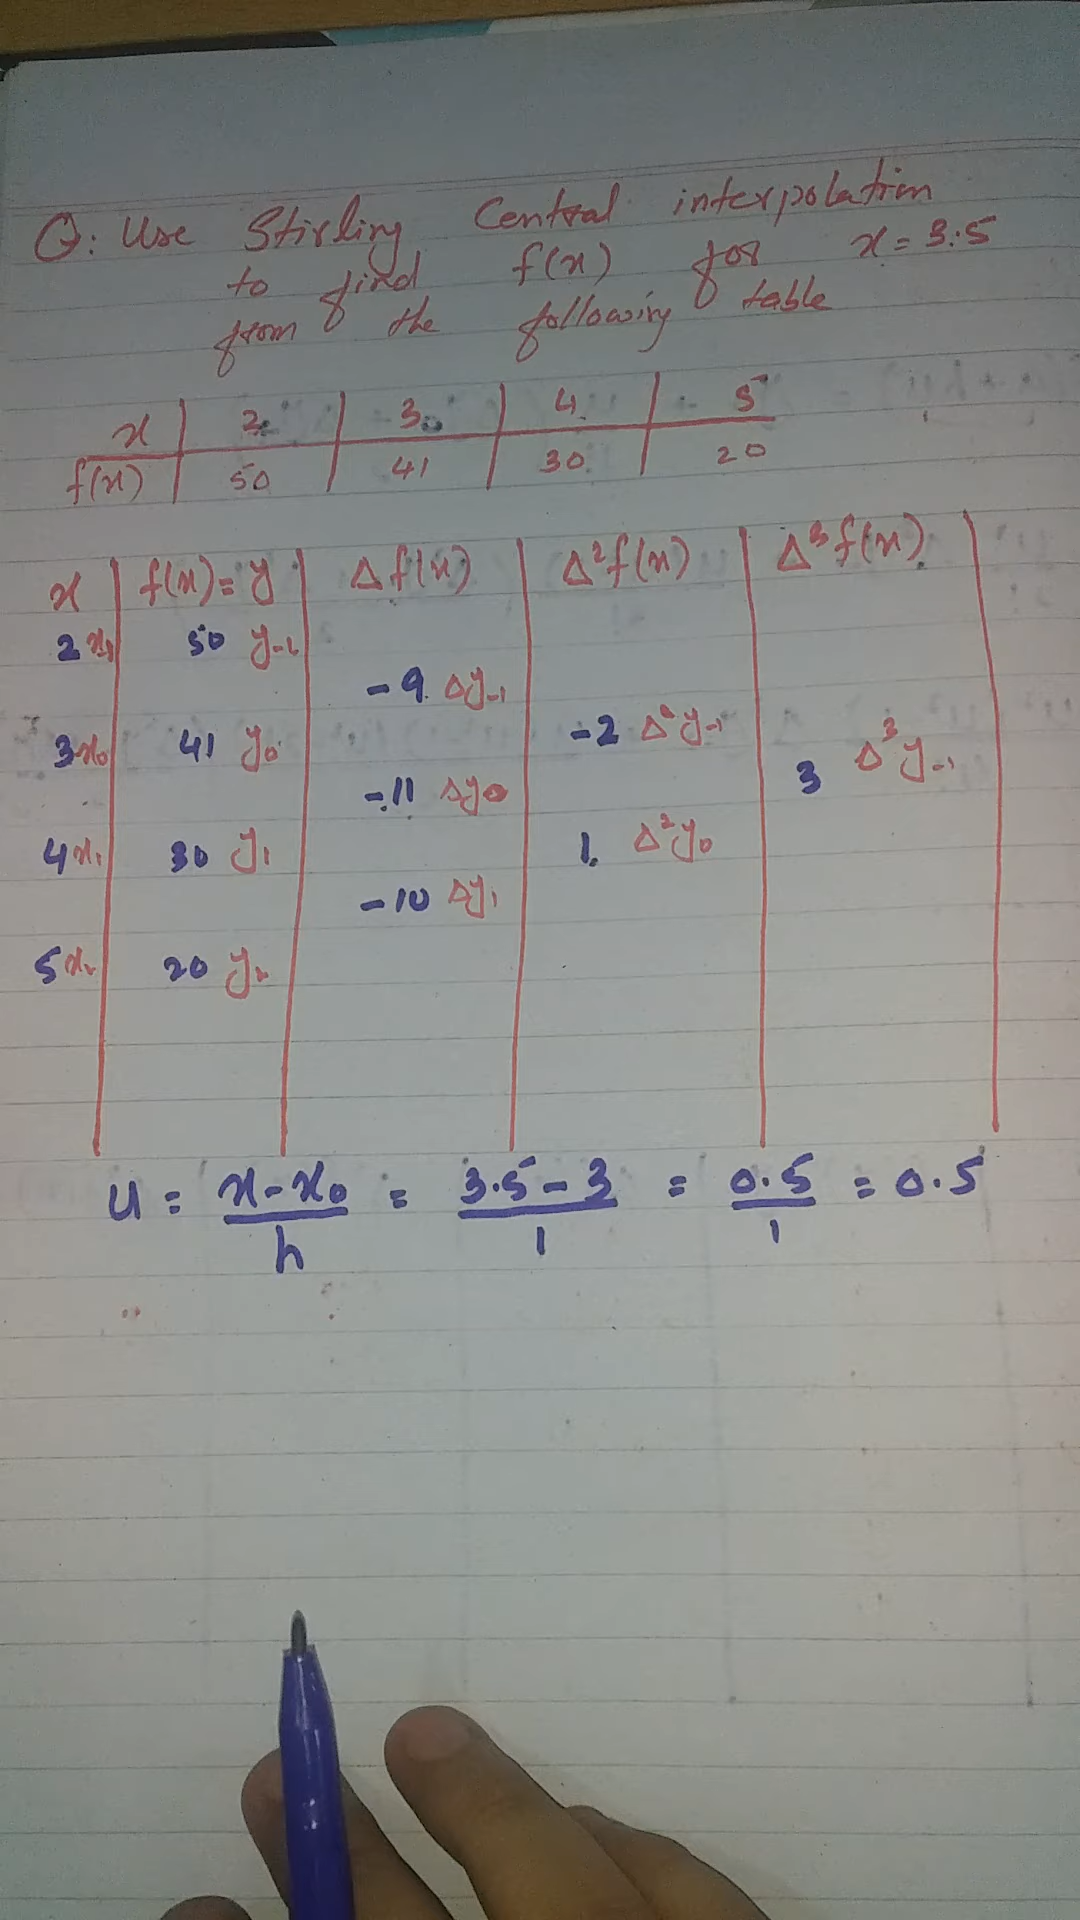 Q: Use Stirling Central interpolation
to find f(x) for x = 3.5
from the following table
x 2 3 4 5
f(x) 50 41 30 20
x f(x) = y Δf(x) Δ²f(x) Δ³f(x)
2 50 y₋₁
-9 Δy₋₁
3 x₀ 41 y₀ -2 Δ²y₋₁
-11 Δy₀ 3 Δ³y₋₁
4 x₁ 30 y₁ 1 Δ²y₀
-10 Δy₁
5 x₂ 20 y₂
u = x - x₀ / h = 3.5 - 3 / 1 = 0.5 / 1 = 0.5